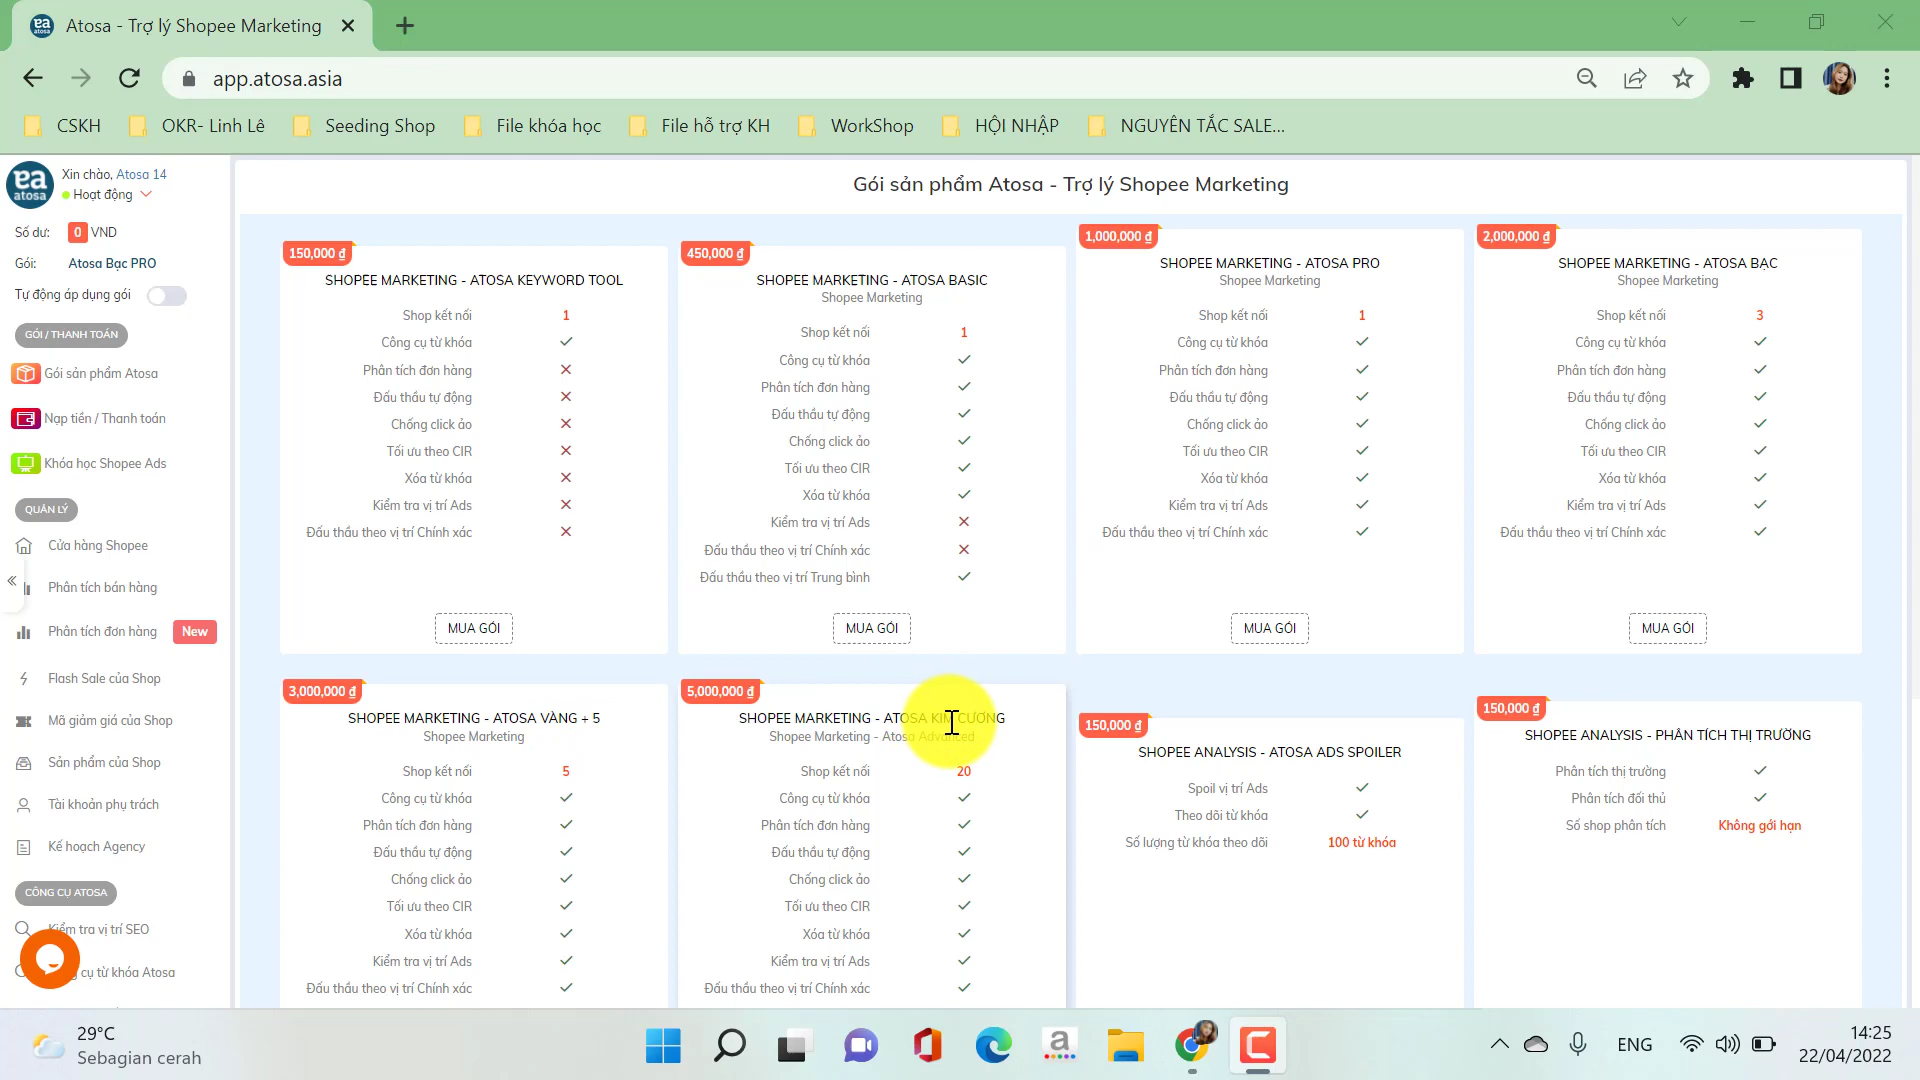 Atosa - Trợ lý Shopee Marketing
app.atosa.asia
CSKH
OKR- Linh Lê
Seeding Shop
File khóa học
File hỗ trợ KH
WorkShop
HỘI NHẬP
NGUYÊN TẮC SALE...
ea
atosa
Xin chào, Atosa 14
Hoạt động
Số dư: 0 VND
Gói: Atosa Bạc PRO
Tự động áp dụng gói
GÓI / THANH TOÁN
Gói sản phẩm Atosa
Nạp tiền / Thanh toán
Khóa học Shopee Ads
QUẢN LÝ
Cửa hàng Shopee
Phân tích bán hàng
Phân tích đơn hàng New
Flash Sale của Shop
Mã giảm giá của Shop
Sản phẩm của Shop
Tài khoản phụ trách
Kế hoạch Agency
CÔNG CỤ ATOSA
Kiểm tra vị trí SEO
cụ từ khóa Atosa
Gói sản phẩm Atosa - Trợ lý Shopee Marketing
150,000 ₫
SHOPEE MARKETING - ATOSA KEYWORD TOOL
Shop kết nối 1
Công cụ từ khóa
Phân tích đơn hàng
Đấu thầu tự động
Chống click ảo
Tối ưu theo CIR
Xóa từ khóa
Kiểm tra vị trí Ads
Đấu thầu theo vị trí Chính xác
MUA GÓI
450,000 ₫
SHOPEE MARKETING - ATOSA BASIC
Shopee Marketing
Shop kết nối 1
Công cụ từ khóa
Phân tích đơn hàng
Đấu thầu tự động
Chống click ảo
Tối ưu theo CIR
Xóa từ khóa
Kiểm tra vị trí Ads
Đấu thầu theo vị trí Chính xác
Đấu thầu theo vị trí Trung bình
MUA GÓI
1,000,000 ₫
SHOPEE MARKETING - ATOSA PRO
Shopee Marketing
Shop kết nối 1
Công cụ từ khóa
Phân tích đơn hàng
Đấu thầu tự động
Chống click ảo
Tối ưu theo CIR
Xóa từ khóa
Kiểm tra vị trí Ads
Đấu thầu theo vị trí Chính xác
MUA GÓI
2,000,000 ₫
SHOPEE MARKETING - ATOSA BẠC
Shopee Marketing
Shop kết nối 3
Công cụ từ khóa
Phân tích đơn hàng
Đấu thầu tự động
Chống click ảo
Tối ưu theo CIR
Xóa từ khóa
Kiểm tra vị trí Ads
Đấu thầu theo vị trí Chính xác
MUA GÓI
3,000,000 ₫
SHOPEE MARKETING - ATOSA VÀNG + 5
Shopee Marketing
Shop kết nối 5
Công cụ từ khóa
Phân tích đơn hàng
Đấu thầu tự động
Chống click ảo
Tối ưu theo CIR
Xóa từ khóa
Kiểm tra vị trí Ads
Đấu thầu theo vị trí Chính xác
5,000,000 ₫
SHOPEE MARKETING - ATOSA KIM CƯƠNG
Shopee Marketing - Atosa Advanced
Shop kết nối 20
Công cụ từ khóa
Phân tích đơn hàng
Đấu thầu tự động
Chống click ảo
Tối ưu theo CIR
Xóa từ khóa
Kiểm tra vị trí Ads
Đấu thầu theo vị trí Chính xác
150,000 ₫
SHOPEE ANALYSIS - ATOSA ADS SPOILER
Spoil vị trí Ads
Theo dõi từ khóa
Số lượng từ khóa theo dõi 100 từ khóa
150,000 ₫
SHOPEE ANALYSIS - PHÂN TÍCH THỊ TRƯỜNG
Phân tích thị trường
Phân tích đối thủ
Số shop phân tích Không gới hạn
29°C
Sebagian cerah
ENG
14:25
22/04/2022